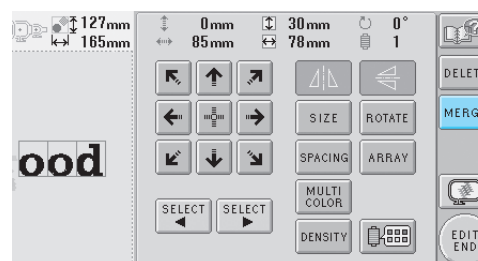 127mm 0mm 30mm 0°
165mm 85mm 78mm 1
DELET
SIZE ROTATE MERG
ood
SPACING ARRAY
MULTI
COLOR
SELECT SELECT
DENSITY
EDIT
END